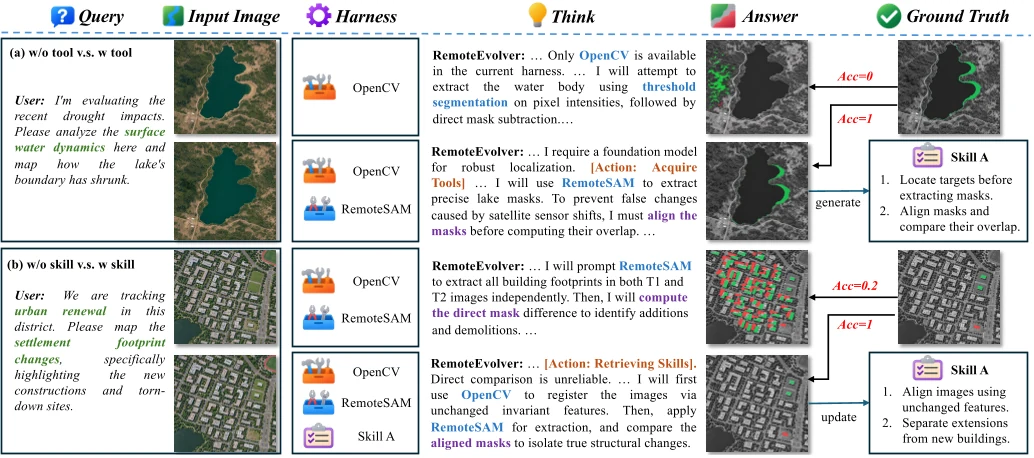 Query Input Image Harness Think Answer Ground Truth
(a) w/o tool v.s. w tool
User: I'm evaluating the
recent drought impacts.
Please analyze the surface
water dynamics here and
map how the lake's
boundary has shrunk.
OpenCV
RemoteEvolver: … Only OpenCV is available
in the current harness. … I will attempt to
extract the water body using threshold
segmentation on pixel intensities, followed by
direct mask subtraction.…
Acc=0
Acc=1
OpenCV
RemoteSAM
RemoteEvolver: … I require a foundation model
for robust localization. [Action: Acquire
Tools] … I will use RemoteSAM to extract
precise lake masks. To prevent false changes
caused by satellite sensor shifts, I must align the
masks before computing their overlap. …
generate
Skill A
1. Locate targets before
extracting masks.
2. Align masks and
compare their overlap.
(b) w/o skill v.s. w skill
User: We are tracking
urban renewal in this
district. Please map the
settlement footprint
changes, specifically
highlighting the new
constructions and torn-
down sites.
OpenCV
RemoteSAM
RemoteEvolver: … I will prompt RemoteSAM
to extract all building footprints in both T1 and
T2 images independently. Then, I will compute
the direct mask difference to identify additions
and demolitions. …
Acc=0.2
Acc=1
OpenCV
RemoteSAM
Skill A
RemoteEvolver: … [Action: Retrieving Skills].
Direct comparison is unreliable. … I will first
use OpenCV to register the images via
unchanged invariant features. Then, apply
RemoteSAM for extraction, and compare the
aligned masks to isolate true structural changes.
update
Skill A
1. Align images using
unchanged features.
2. Separate extensions
from new buildings.